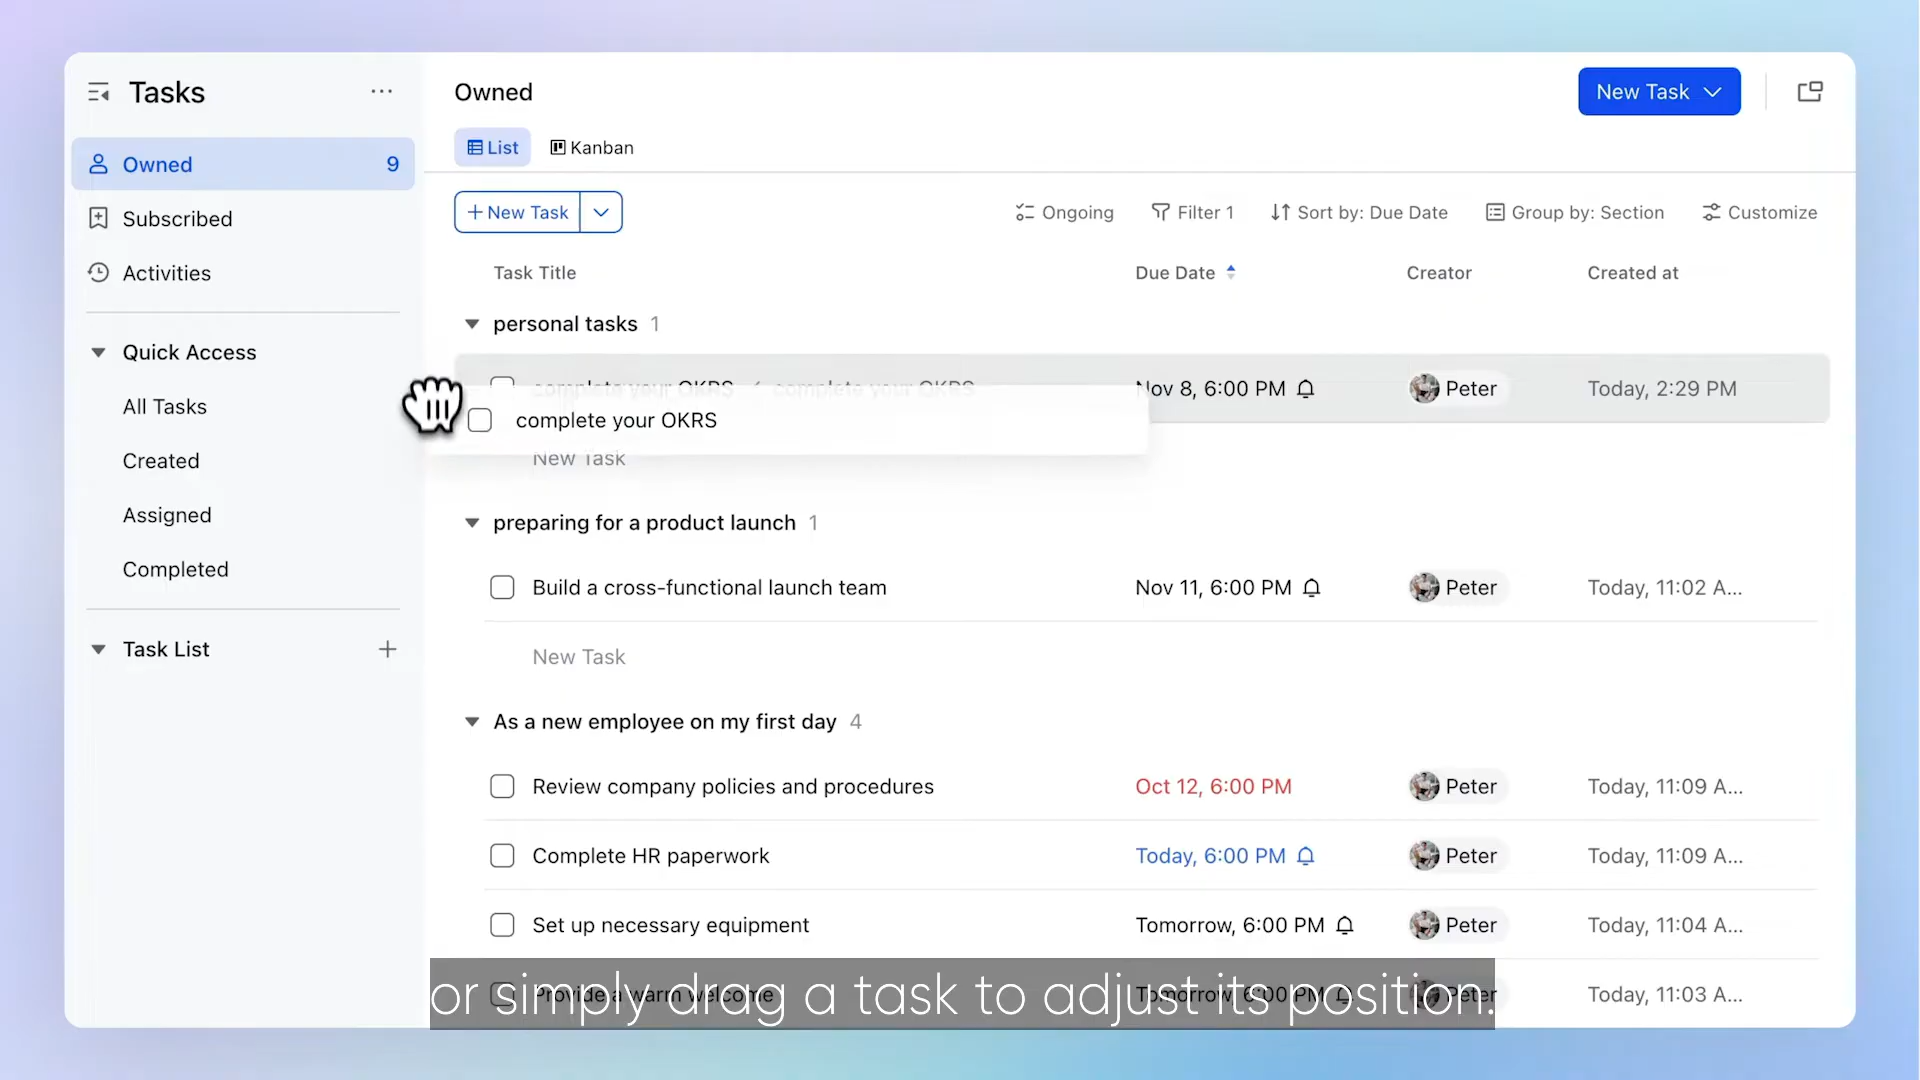 Tasks
Owned 9
Subscribed
Activities
Quick Access
All Tasks
Created
Assigned
Completed
Task List
Owned
New Task
List Kanban
New Task
Ongoing Filter 1 Sort by: Due Date Group by: Section Customize
Task Title Due Date Creator Created at
personal tasks 1
complete your OKRS complete your OKRS Nov 8, 6:00 PM Peter Today, 2:29 PM
complete your OKRS
New Task
preparing for a product launch 1
Build a cross-functional launch team Nov 11, 6:00 PM Peter Today, 11:02 A...
New Task
As a new employee on my first day 4
Review company policies and procedures Oct 12, 6:00 PM Peter Today, 11:09 A...
Complete HR paperwork Today, 6:00 PM Peter Today, 11:09 A...
Set up necessary equipment Tomorrow, 6:00 PM Peter Today, 11:04 A...
Provide a warm welcome Tomorrow, 6:00 PM Peter Today, 11:03 A...
or simply drag a task to adjust its position.